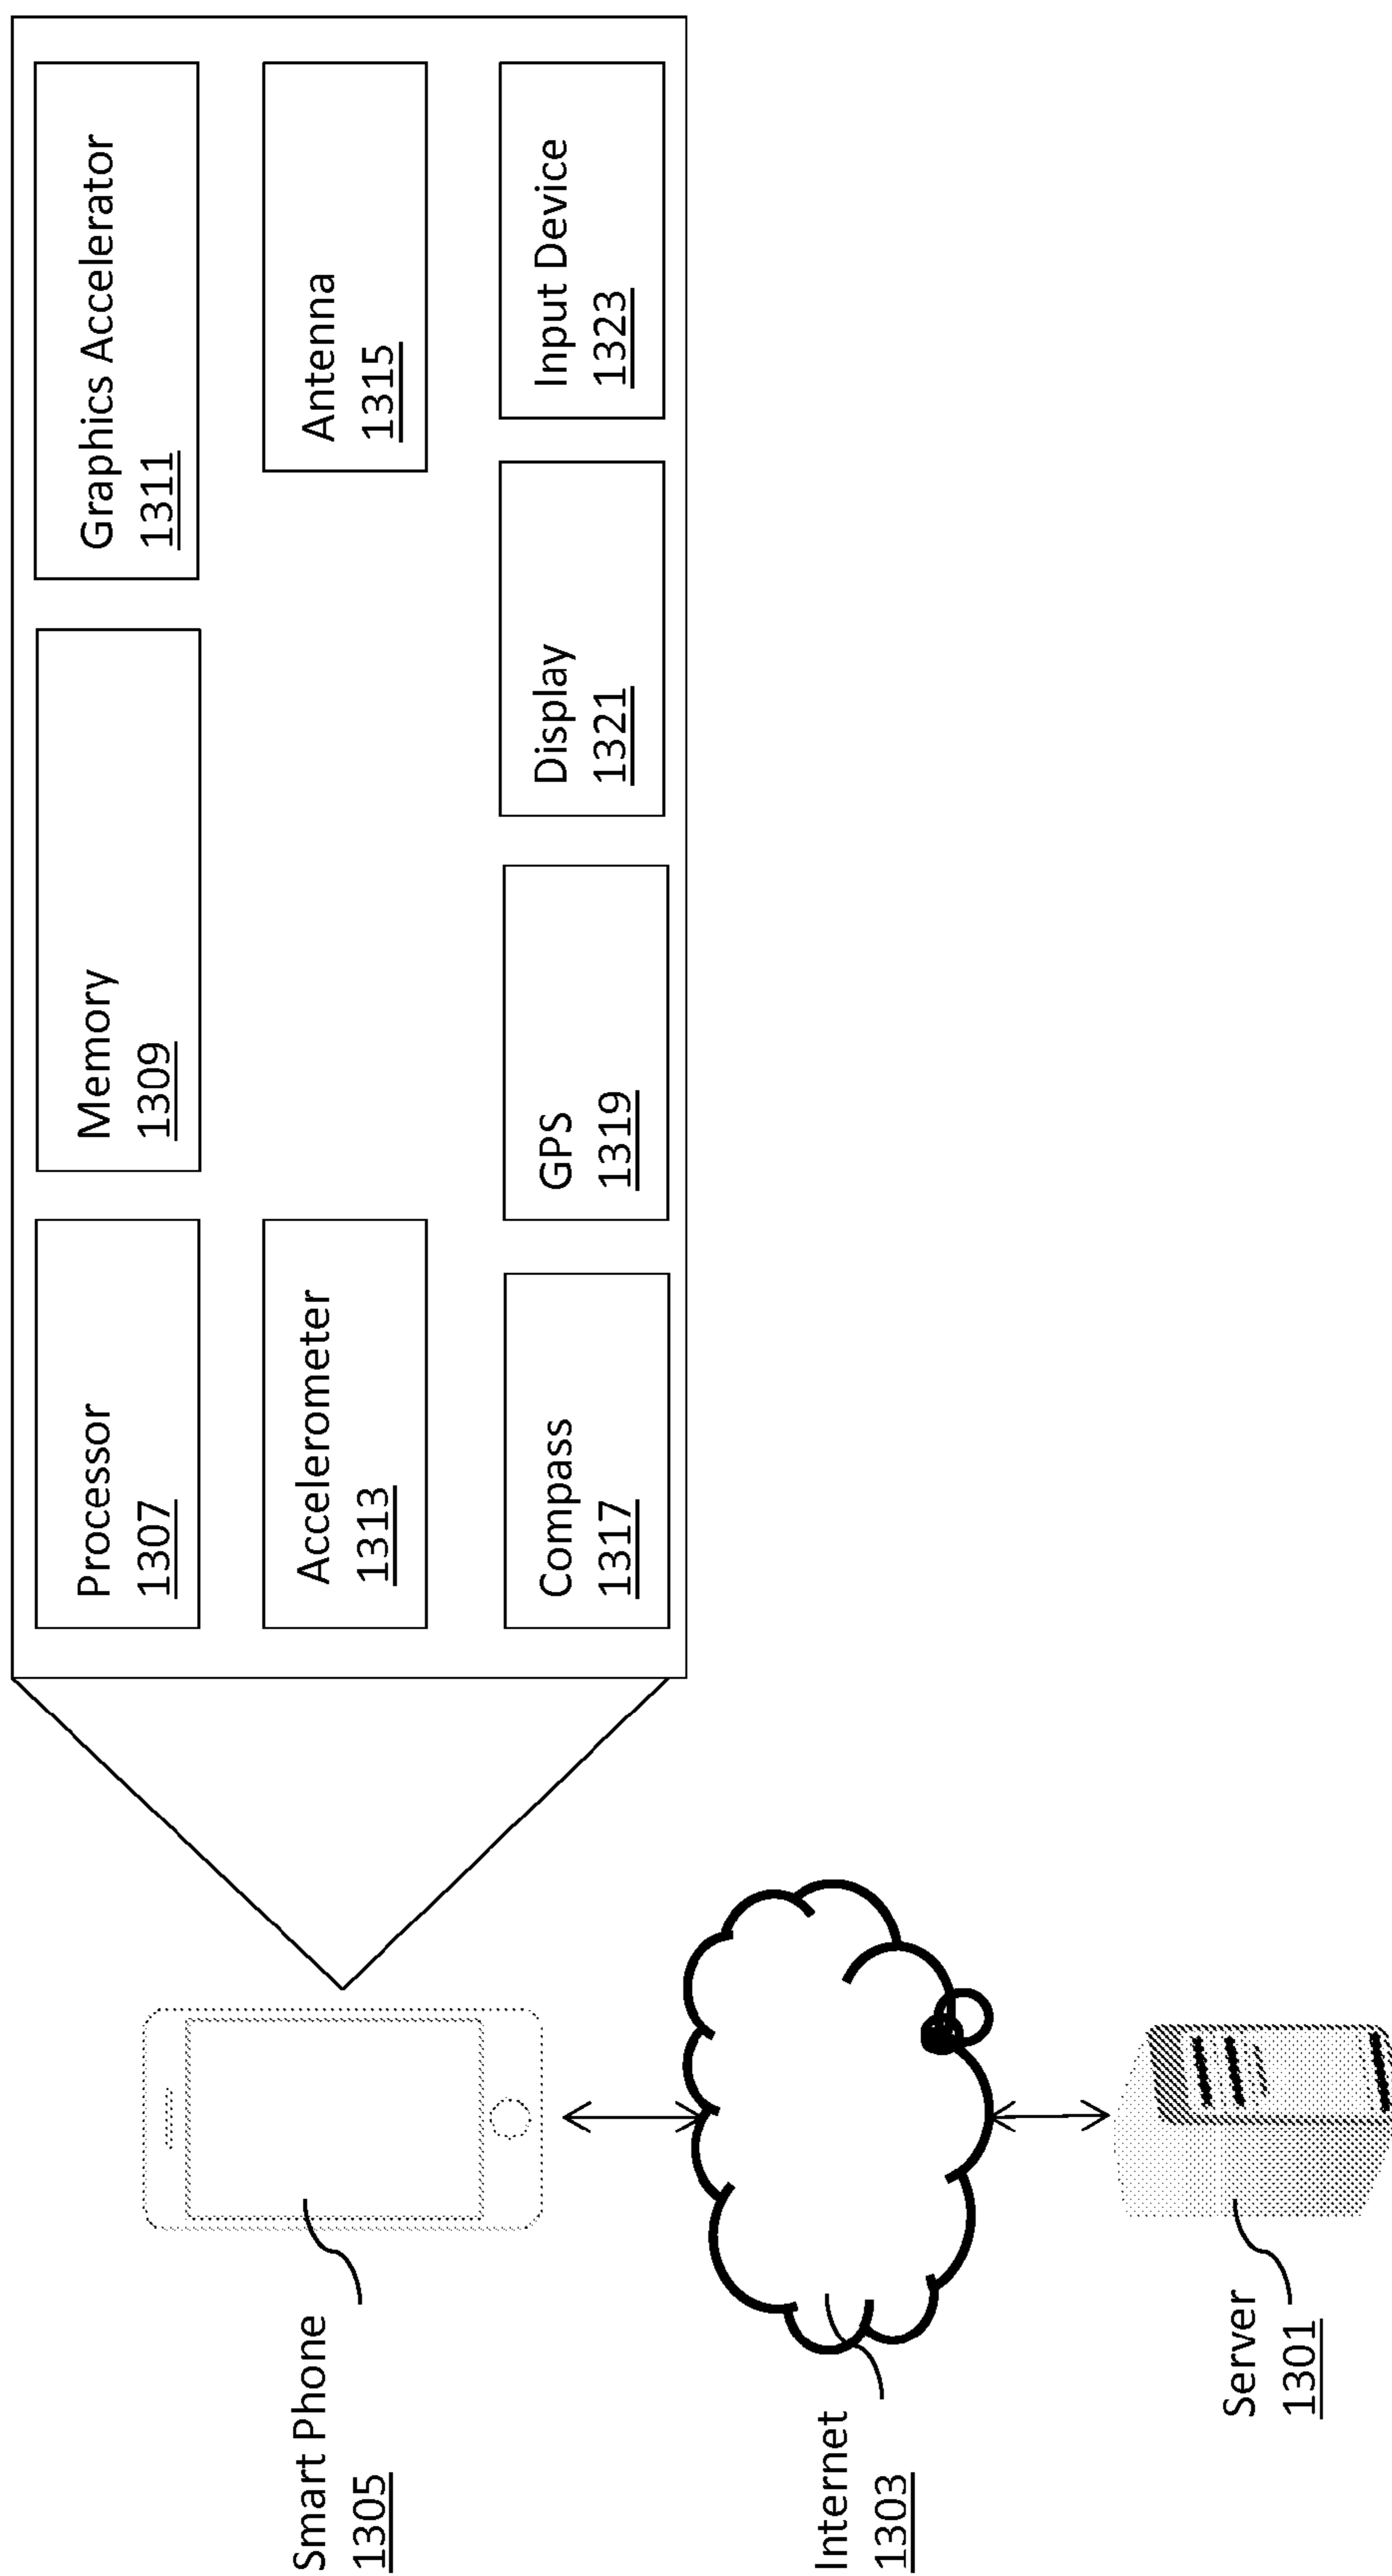 Smart Phone
1305
Internet
1303
Server
1301
Processor
1307
Memory
1309
Graphics Accelerator
1311
Accelerometer
1313
Antenna
1315
Compass
1317
GPS
1319
Display
1321
Input Device
1323